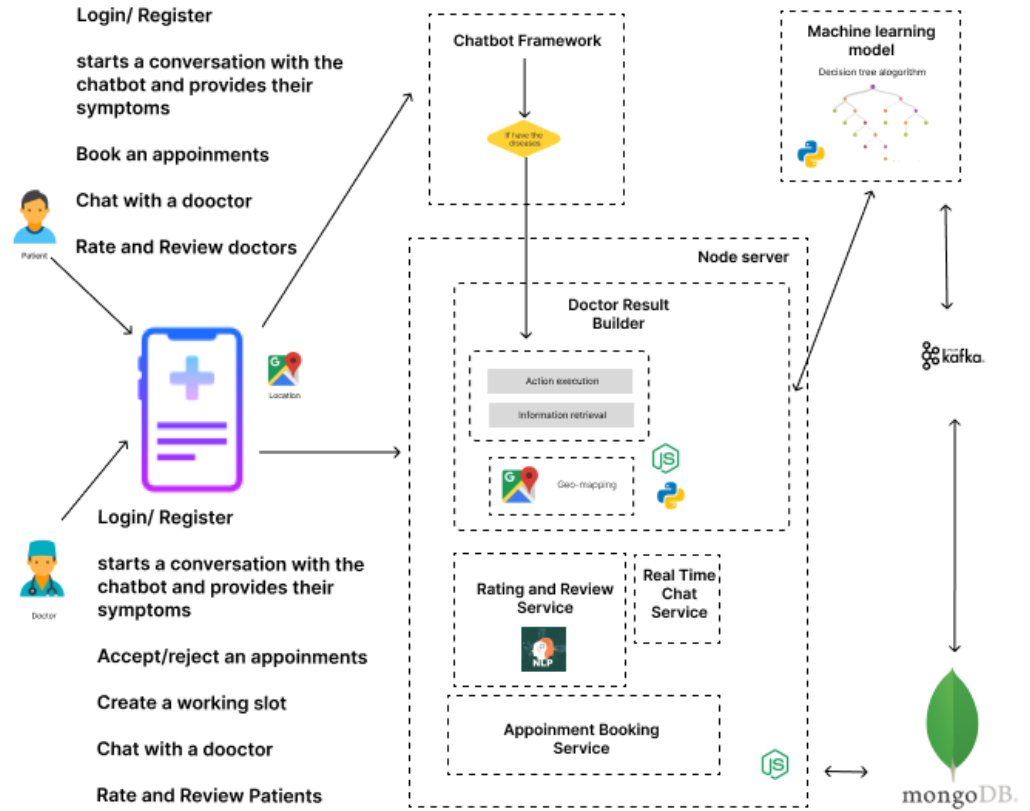 Login/ Register
starts a conversation with the
chatbot and provides their
symptoms
Book an appoinments
Chat with a dooctor
Rate and Review doctors
Patient
Location
Login/ Register
starts a conversation with the
chatbot and provides their
symptoms
Accept/reject an appoinments
Create a working slot
Chat with a dooctor
Rate and Review Patients
Doctor
Chatbot Framework
If have the
Machine learning
model
Decision tree alogorithm
Node server
Doctor Result
Builder
Action execution
Information retrieval
G
Geo-mapping
JS
Rating and Review
Service
NLP
Real Time
Chat
Service
Appoinment Booking
Service
JS
G
kafka.
mongoDB.